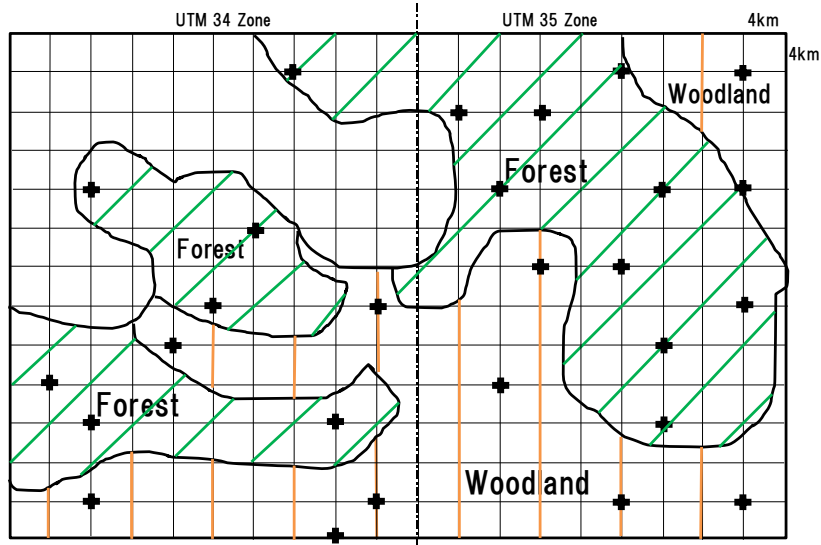 UTM 34 Zone
UTM 35 Zone
4km
4km
Woodland
Forest
Forest
Forest
Woodland